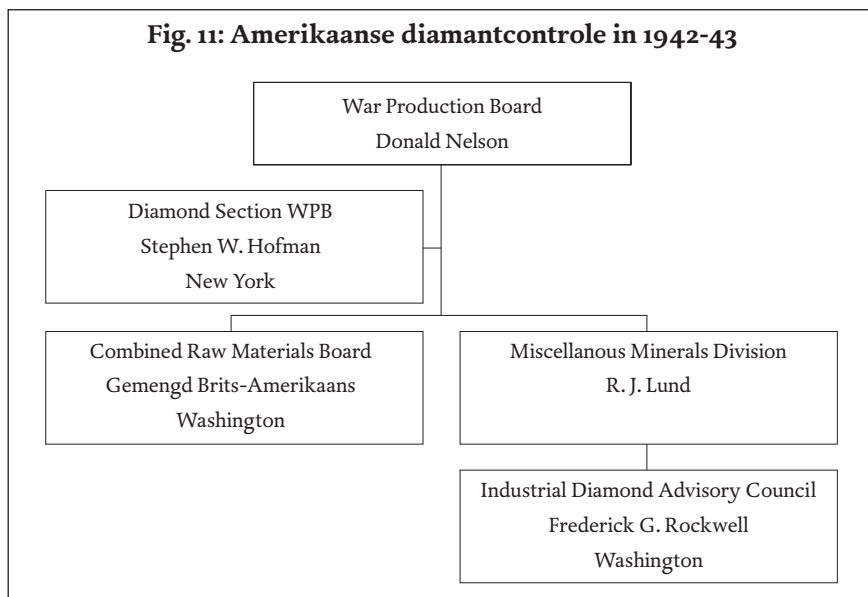 Fig. 11: Amerikaanse diamantcontrole in 1942-43
War Production Board
Donald Nelson
Diamond Section WPB
Stephen W. Hofman
New York
Combined Raw Materials Board
Gemengd Brits-Amerikaans
Washington
Miscellanous Minerals Division
R. J. Lund
Industrial Diamond Advisory Council
Frederick G. Rockwell
Washington